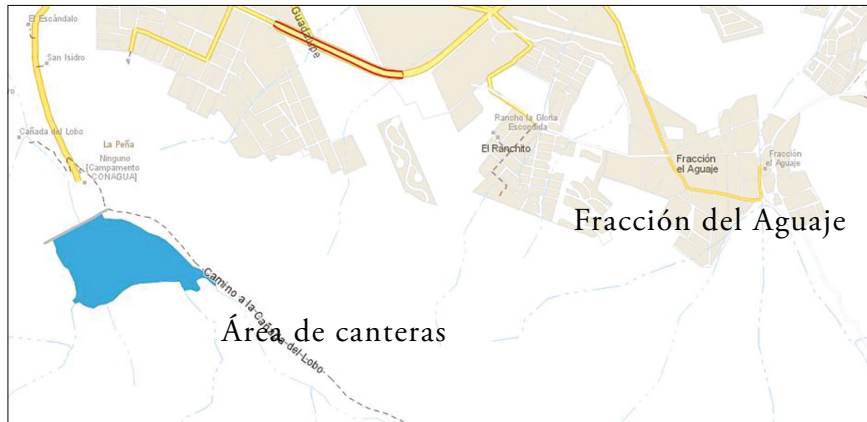 El Escándalo
Guadalupe
San Isidro
Cañada del Lobo
La Peña
Ninguno
[Campamento
CONAGUA]
Rancho la Gloria
Escondida
El Ranchito
Fracción
el Aguaje
Fracción
el Aguaje
Fracción del Aguaje
Camino a la Cañada del Lobo
Área de canteras